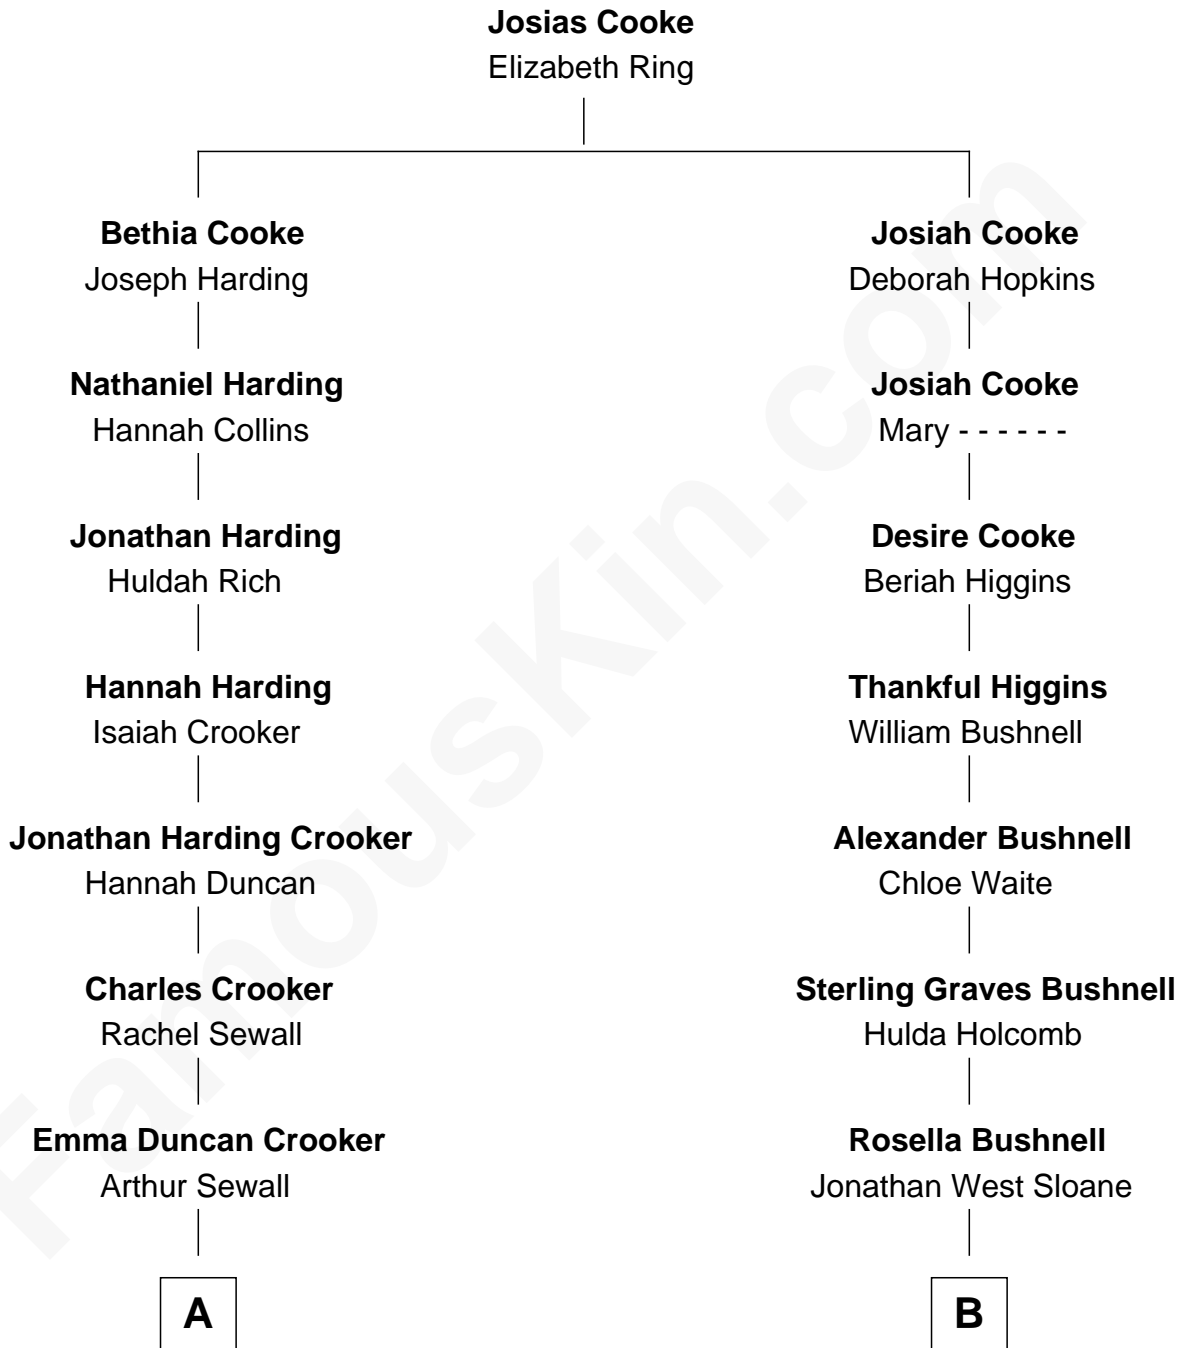 Josias Cooke
Elizabeth Ring
Bethia Cooke
Joseph Harding
Josiah Cooke
Deborah Hopkins
Nathaniel Harding
Hannah Collins
Josiah Cooke
Mary - - - - - -
Jonathan Harding
Huldah Rich
Desire Cooke
Beriah Higgins
Hannah Harding
Isaiah Crooker
Thankful Higgins
William Bushnell
Jonathan Harding Crooker
Hannah Duncan
Alexander Bushnell
Chloe Waite
Charles Crooker
Rachel Sewall
Sterling Graves Bushnell
Hulda Holcomb
Emma Duncan Crooker
Arthur Sewall
Rosella Bushnell
Jonathan West Sloane
A
B
FamousKin.com